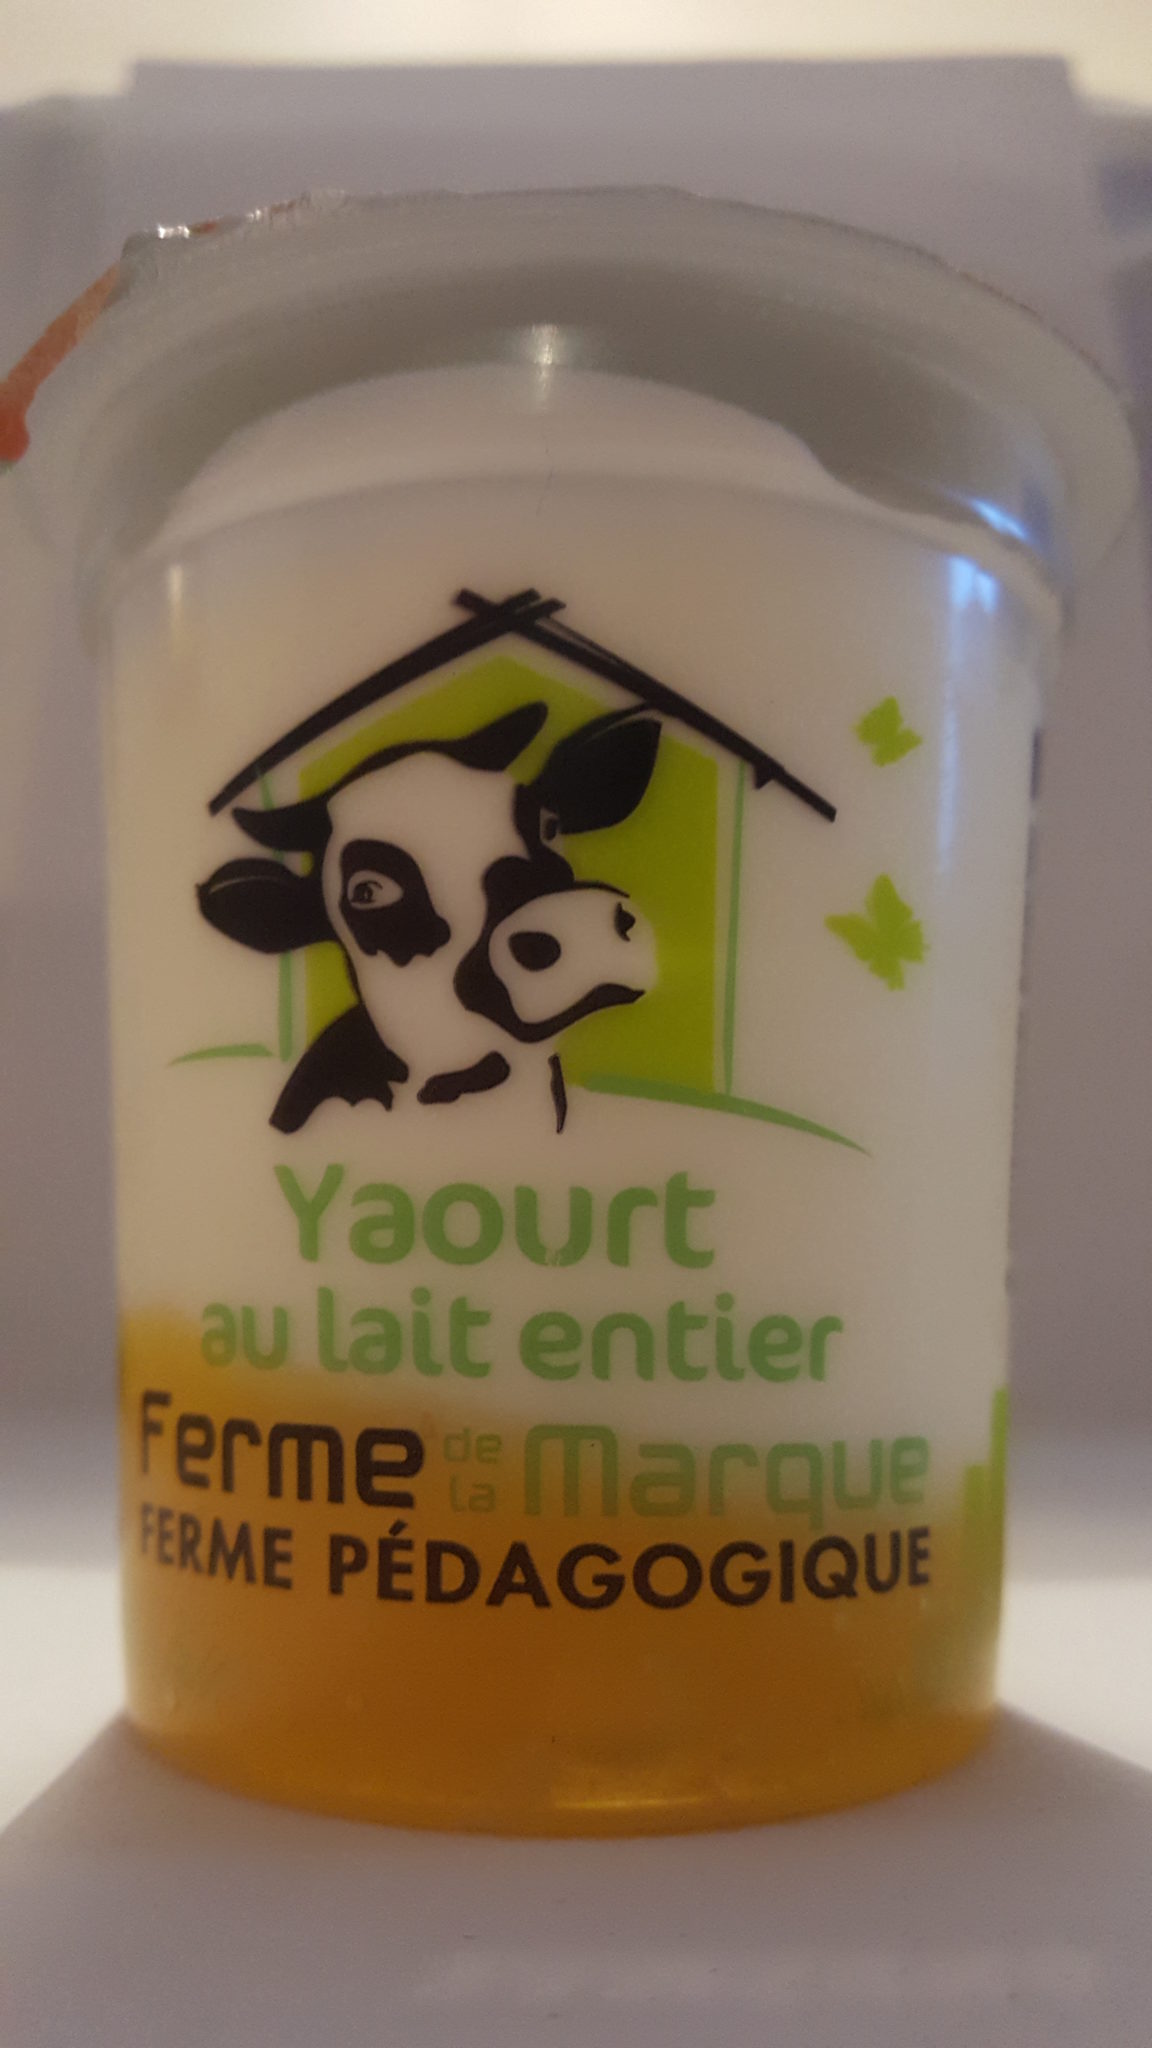 Yaourt
au lait entier
Ferme de la Marque
FERME PÉDAGOGIQUE